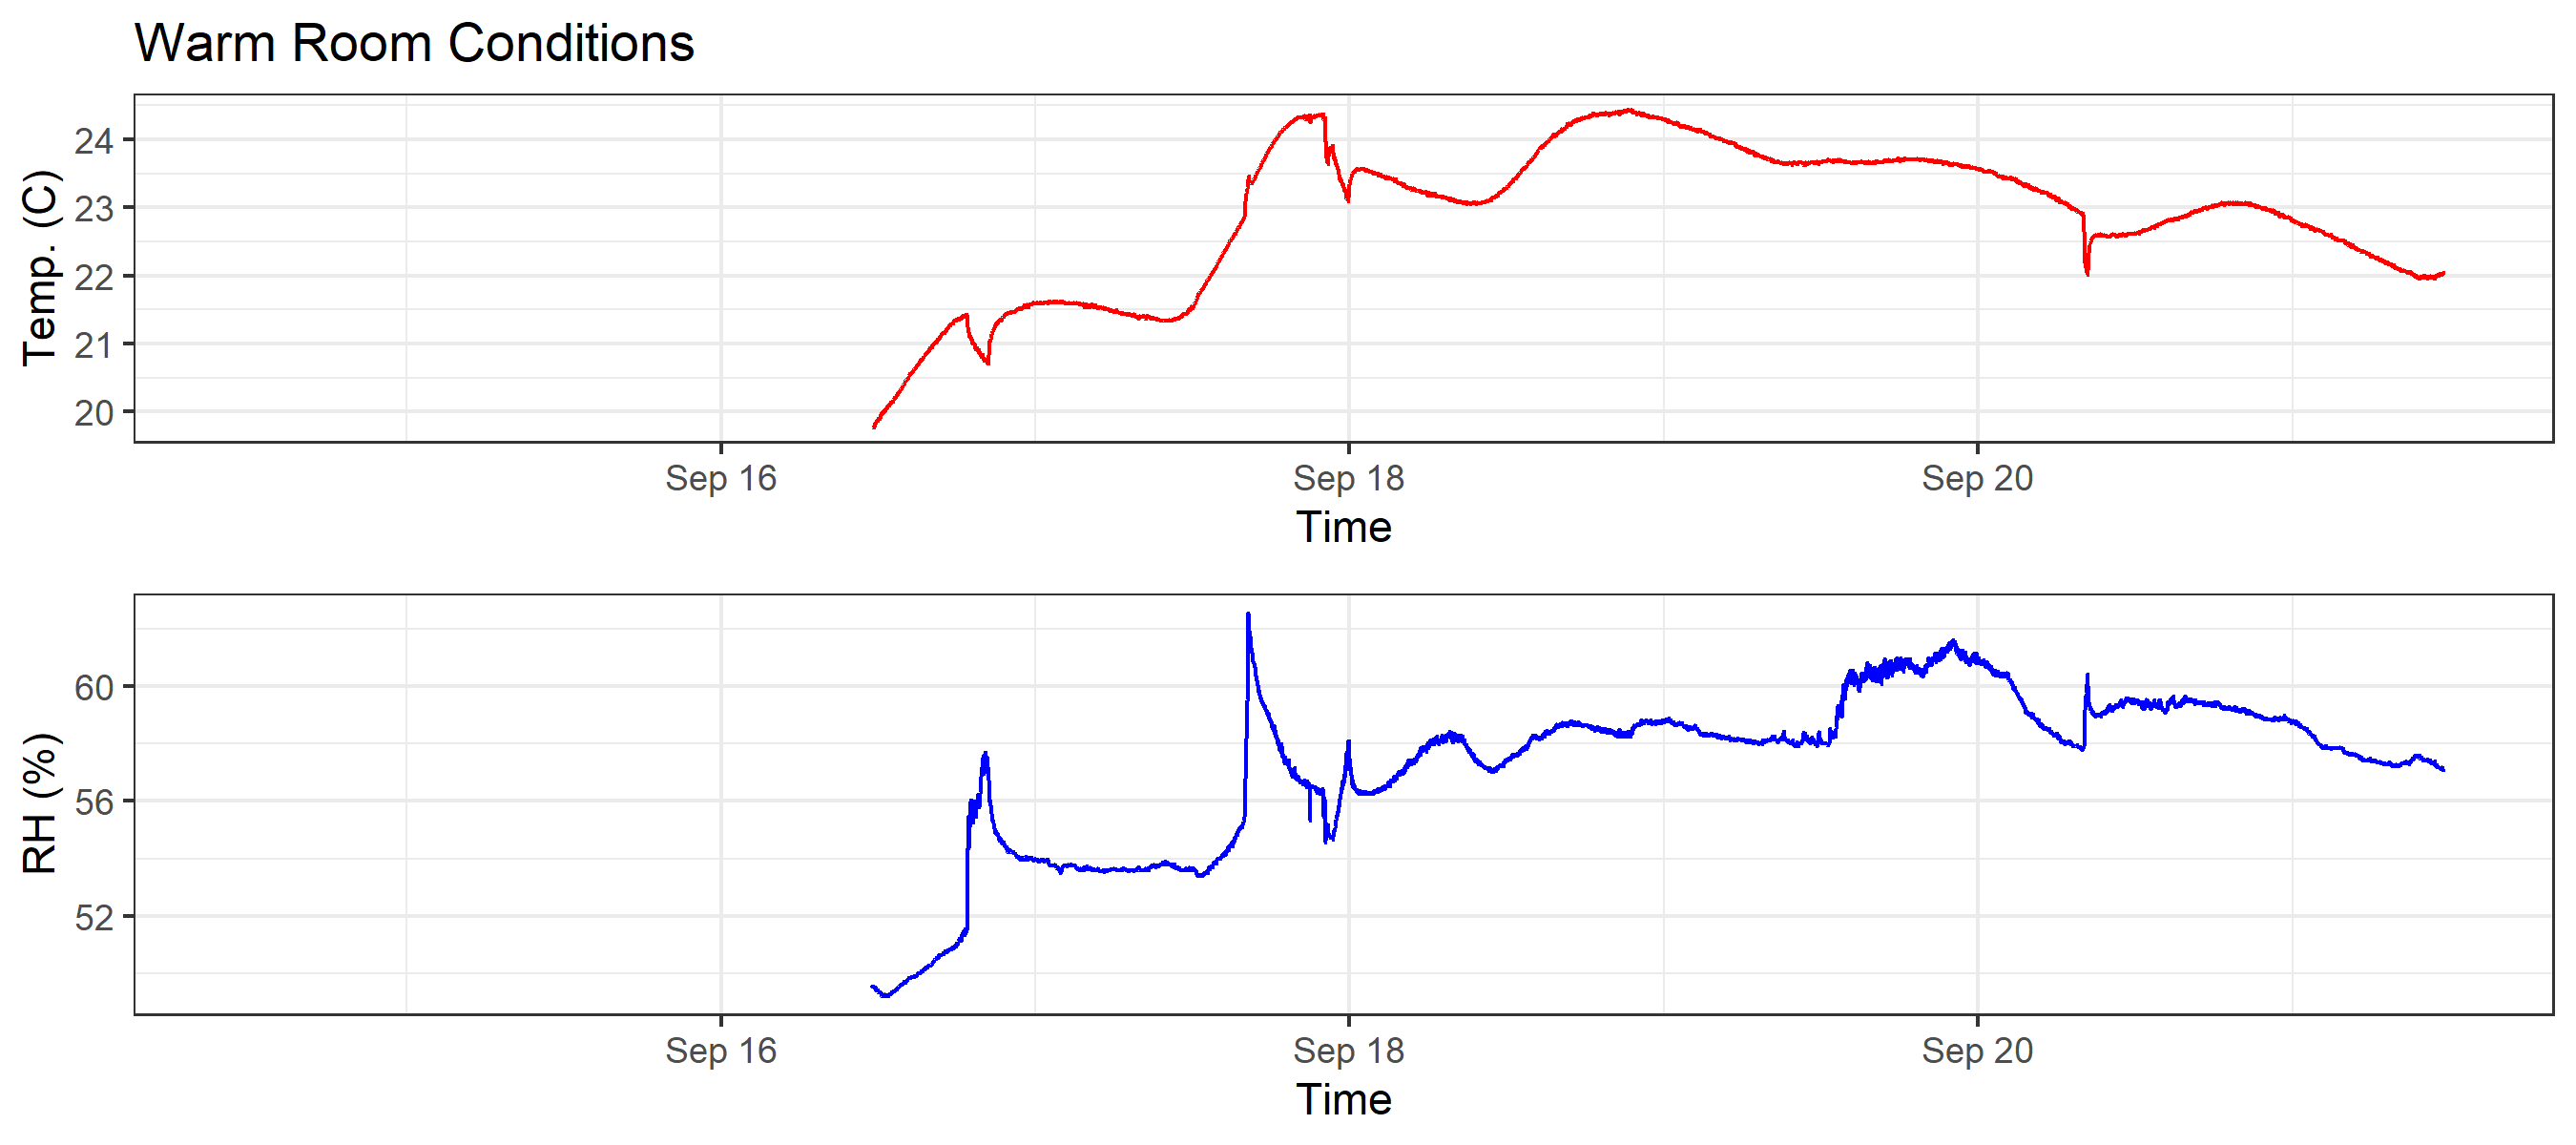 Warm Room Conditions
Temp. (C)
24
23
22
21
20
Sep 16 Sep 18 Sep 20
Time
RH (%)
60
56
52
Sep 16 Sep 18 Sep 20
Time